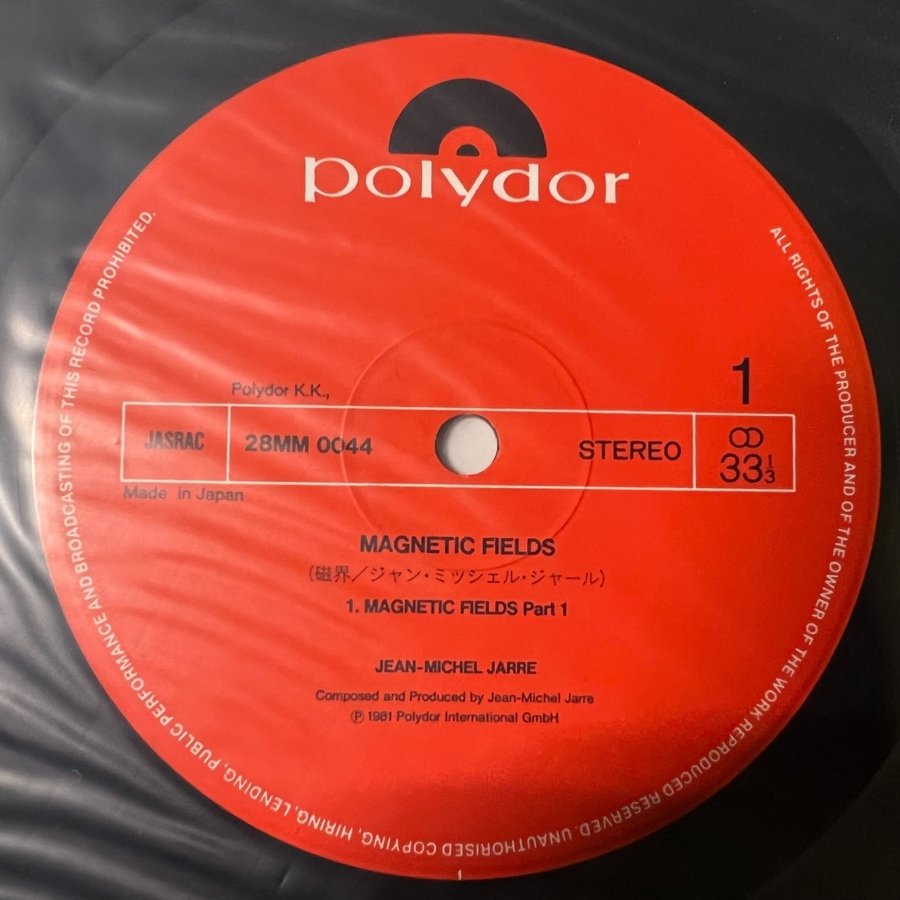 polydor
ALL RIGHTS OF THE PRODUCER AND OF THE OWNER OF THE WORK REPRODUCED RESERVED. UNAUTHORISED COPYING, HIRING, LENDING, PUBLIC PERFORMANCE AND BROADCASTING OF THIS RECORD PROHIBITED.
1
Polydor K.K.,
JASRAC 28MM 0044 STEREO 33 1/3
Made in Japan
MAGNETIC FIELDS
(磁界/ジャン・ミッシェル・ジャール)
1. MAGNETIC FIELDS Part 1
JEAN-MICHEL JARRE
Composed and Produced by Jean-Michel Jarre
Ⓟ 1981 Polydor International GmbH